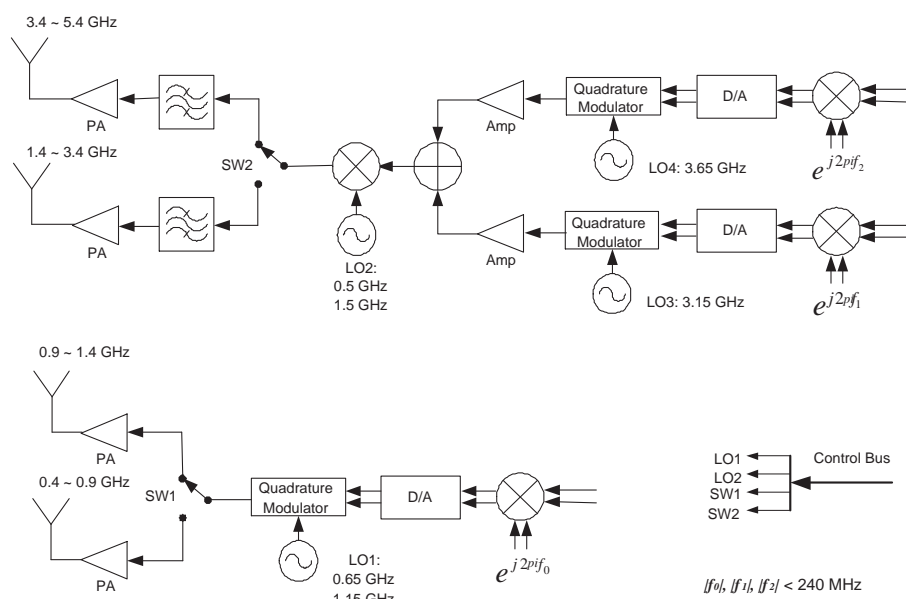 3.4 ~ 5.4 GHz
PA
Amp
Quadrature
Modulator
D/A
LO4: 3.65 GHz
e^{j2pif_2}
1.4 ~ 3.4 GHz
SW2
PA
LO2:
0.5 GHz
1.5 GHz
Amp
Quadrature
Modulator
D/A
LO3: 3.15 GHz
e^{j2pif_1}
0.9 ~ 1.4 GHz
PA
0.4 ~ 0.9 GHz
SW1
PA
Quadrature
Modulator
D/A
LO1:
0.65 GHz
1.15 GHz
e^{j2pif_0}
LO1
LO2
SW1
SW2
Control Bus
|f0|, |f1|, |f2| < 240 MHz